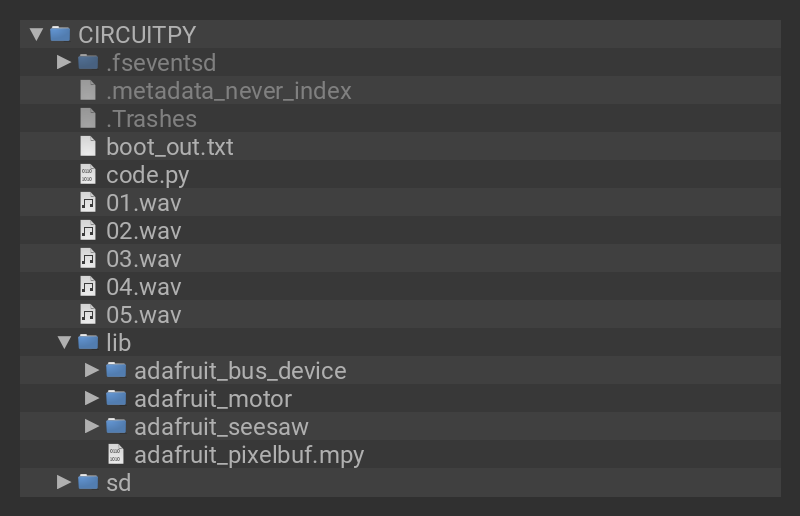 CIRCUITPY
.fseventsd
.metadata_never_index
.Trashes
boot_out.txt
code.py
01.wav
02.wav
03.wav
04.wav
05.wav
lib
adafruit_bus_device
adafruit_motor
adafruit_seesaw
adafruit_pixelbuf.mpy
sd